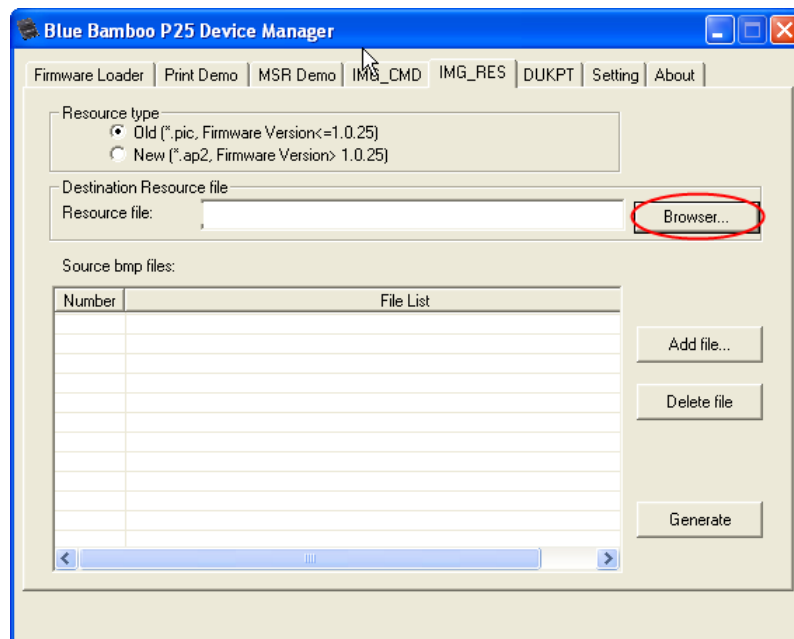 Blue Bamboo P25 Device Manager
Firmware Loader Print Demo MSR Demo IMG_CMD IMG_RES DUKPT Setting About
Resource type
Old (*.pic, Firmware Version<=1.0.25)
New (*.ap2, Firmware Version> 1.0.25)
Destination Resource file
Resource file: Browser...
Source bmp files:
Number File List
Add file...
Delete file
Generate